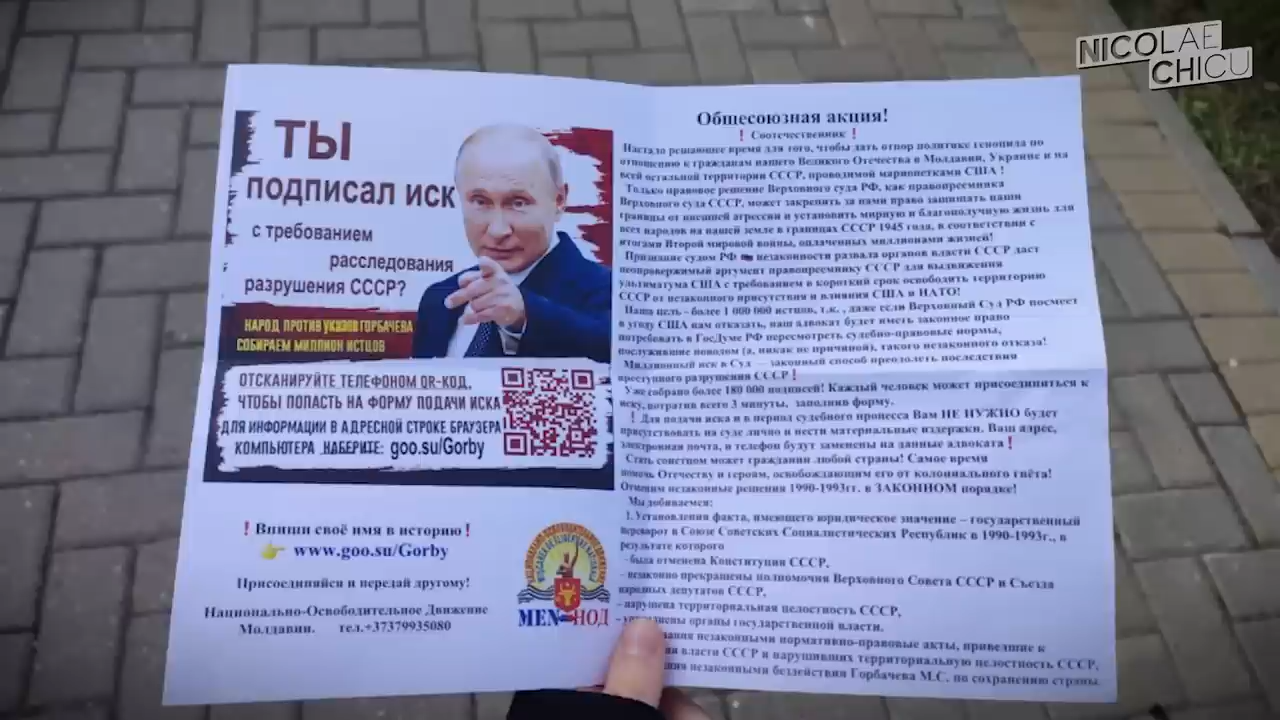 NICOLAE
CHICU
ТЫ
подписал иск
с требованием
расследования
разрушения СССР?
НАРОД ПРОТИВ указов ГОРБАЧЕВА
СОБИРАЕМ МИЛЛИОН ИСТЦОВ
ОТСКАНИРУЙТЕ ТЕЛЕФОНОМ QR-КОД,
ЧТОБЫ ПОПАСТЬ НА ФОРМУ ПОДАЧИ ИСКА
ДЛЯ ИНФОРМАЦИИ В АДРЕСНОЙ СТРОКЕ БРАУЗЕРА
КОМПЬЮТЕРА НАБЕРИТЕ: goo.su/Gorby
❗Впиши своё имя в историю❗
👉 www.goo.su/Gorby
Присоединяйся и передай другому!
Национально-Освободительное Движение
Молдавии. тел.+37379935080
MEN НОД
Общесоюзная акция!
❗ Соотечественник ❗
Настало решающее время для того, чтобы дать отпор политике геноцида по
отношению к гражданам нашего Великого Отечества в Молдавии, Украине и на
всей остальной территории СССР, проводимой марионетками США !
Только правовое решение Верховного суда РФ, как правопреемника
Верховного суда СССР, может закрепить за нами право защищать наши
границы от внешней агрессии и установить мирную и благополучную жизнь для
всех народов на нашей земле в границах СССР 1945 года, в соответствии с
итогами Второй мировой войны, оплаченных миллионами жизней!
Признание судом РФ незаконности развала органов власти СССР даст
неопровержимый аргумент правопреемнику СССР для выдвижения
ультиматума США с требованием в короткий срок освободить территорию
СССР от незаконного присутствия и влияния США и НАТО!
Наша цель - более 1 000 000 истцов, т.к. , даже если Верховный Суд РФ посмеет
в угоду США нам отказать, наш адвокат будет иметь законное право
потребовать в ГосДуме РФ пересмотреть судебно-правовые нормы,
послужившие поводом (а, никак не причиной), такого незаконного отказа!
Миллионный иск в Суд — законный способ преодолеть последствия
преступного разрушения СССР❗
Уже собрано более 180 000 подписей! Каждый человек может присоединиться к
иску, потратив всего 3 минуты, заполнив форму.
❗ Для подачи иска и в период судебного процесса Вам НЕ НУЖНО будет
присутствовать на суде лично и нести материальные издержки. Ваш адрес,
электронная почта, и телефон будут заменены на данные адвоката❗
Стать соистцом может гражданин любой страны! Самое время
помочь Отечеству и героям, освобождающим его от колониального гнёта!
Отменим незаконные решения 1990-1993гг. в ЗАКОННОМ порядке!
Мы добиваемся:
1. Установления факта, имеющего юридическое значение – государственный
переворот в Союзе Советских Социалистических Республик в 1990-1993г., в
результате которого
- была отменена Конституция СССР,
- незаконно прекращены полномочия Верховного Совета СССР и Съезда
народных депутатов СССР,
- нарушена территориальная целостность СССР,
органы государственной власти.
незаконными нормативно-правовые акты, приведшие к
власти СССР и нарушивших территориальную целостность СССР,
незаконными бездействия Горбачева М.С. по сохранению страны.